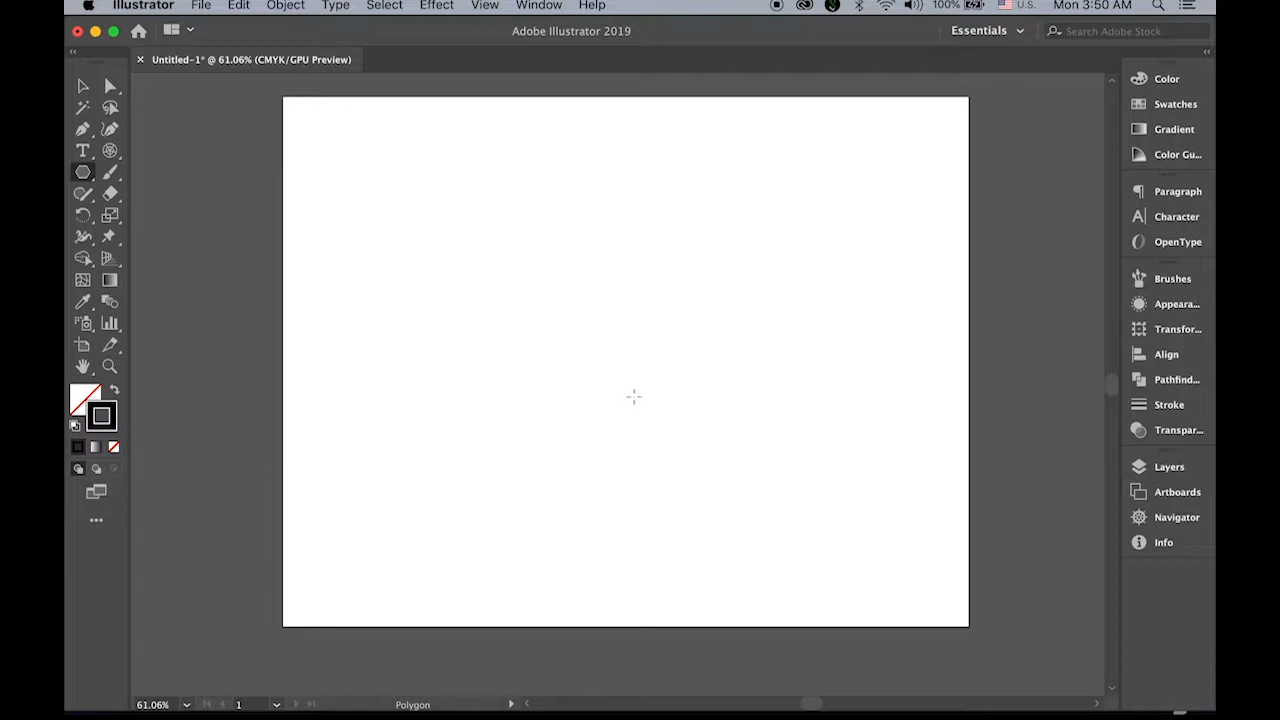 Illustrator File Edit Object Type Select Effect View Window Help 100% U.S. Mon 3:50 AM
Adobe Illustrator 2019 Essentials Search Adobe Stock
Untitled-1* @ 61.06% (CMYK/GPU Preview)
Color
Swatches
Gradient
Color Gu...
Paragraph
Character
OpenType
Brushes
Appeara...
Transfor...
Align
Pathfind...
Stroke
Transpar...
Layers
Artboards
Navigator
Info
61.06% 1 Polygon